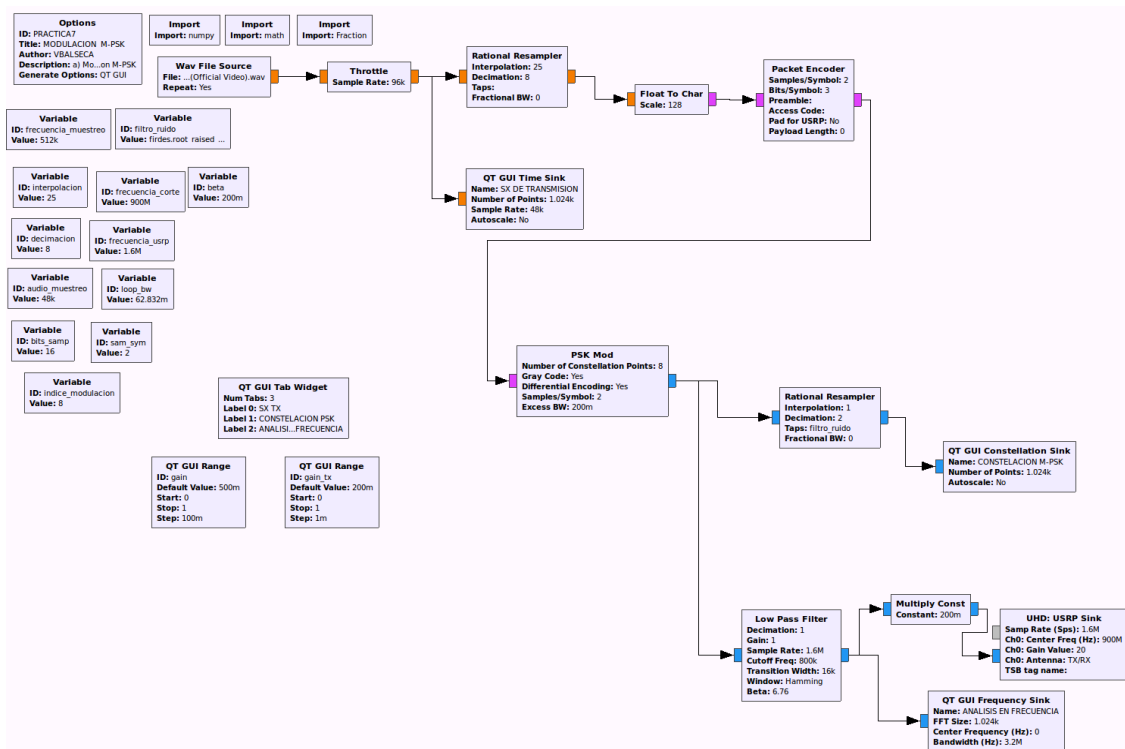 Options
ID: PRACTICA7
Title: MODULACION M-PSK
Author: VBALSECA
Description: a) Mo...on M-PSK
Generate Options: QT GUI
Import
Import: numpy
Import
Import: math
Import
Import: Fraction
Wav File Source
File: ...(Official Video).wav
Repeat: Yes
Throttle
Sample Rate: 96k
Rational Resampler
Interpolation: 25
Decimation: 8
Taps:
Fractional BW: 0
Float To Char
Scale: 128
Packet Encoder
Samples/Symbol: 2
Bits/Symbol: 3
Preamble:
Access Code:
Pad for USRP: No
Payload Length: 0
Variable
ID: frecuencia_muestreo
Value: 512k
Variable
ID: filtro_ruido
Value: firdes.root_raised_...
Variable
ID: interpolacion
Value: 25
Variable
ID: frecuencia_corte
Value: 900M
Variable
ID: beta
Value: 200m
QT GUI Time Sink
Name: SX DE TRANSMISION
Number of Points: 1.024k
Sample Rate: 48k
Autoscale: No
Variable
ID: decimacion
Value: 8
Variable
ID: frecuencia_usrp
Value: 1.6M
Variable
ID: audio_muestreo
Value: 48k
Variable
ID: loop_bw
Value: 62.832m
Variable
ID: bits_samp
Value: 16
Variable
ID: sam_sym
Value: 2
Variable
ID: indice_modulacion
Value: 8
QT GUI Tab Widget
Num Tabs: 3
Label 0: SX TX
Label 1: CONSTELACION PSK
Label 2: ANALISI...FRECUENCIA
PSK Mod
Number of Constellation Points: 8
Gray Code: Yes
Differential Encoding: Yes
Samples/Symbol: 2
Excess BW: 200m
Rational Resampler
Interpolation: 1
Decimation: 2
Taps: filtro_ruido
Fractional BW: 0
QT GUI Constellation Sink
Name: CONSTELACION M-PSK
Number of Points: 1.024k
Autoscale: No
QT GUI Range
ID: gain
Default Value: 500m
Start: 0
Stop: 1
Step: 100m
QT GUI Range
ID: gain_tx
Default Value: 200m
Start: 0
Stop: 1
Step: 1m
Low Pass Filter
Decimation: 1
Gain: 1
Sample Rate: 1.6M
Cutoff Freq: 800k
Transition Width: 16k
Window: Hamming
Beta: 6.76
Multiply Const
Constant: 200m
UHD: USRP Sink
Samp Rate (Sps): 1.6M
Ch0: Center Freq (Hz): 900M
Ch0: Gain Value: 20
Ch0: Antenna: TX/RX
TSB tag name:
QT GUI Frequency Sink
Name: ANALISIS EN FRECUENCIA
FFT Size: 1.024k
Center Frequency (Hz): 0
Bandwidth (Hz): 3.2M